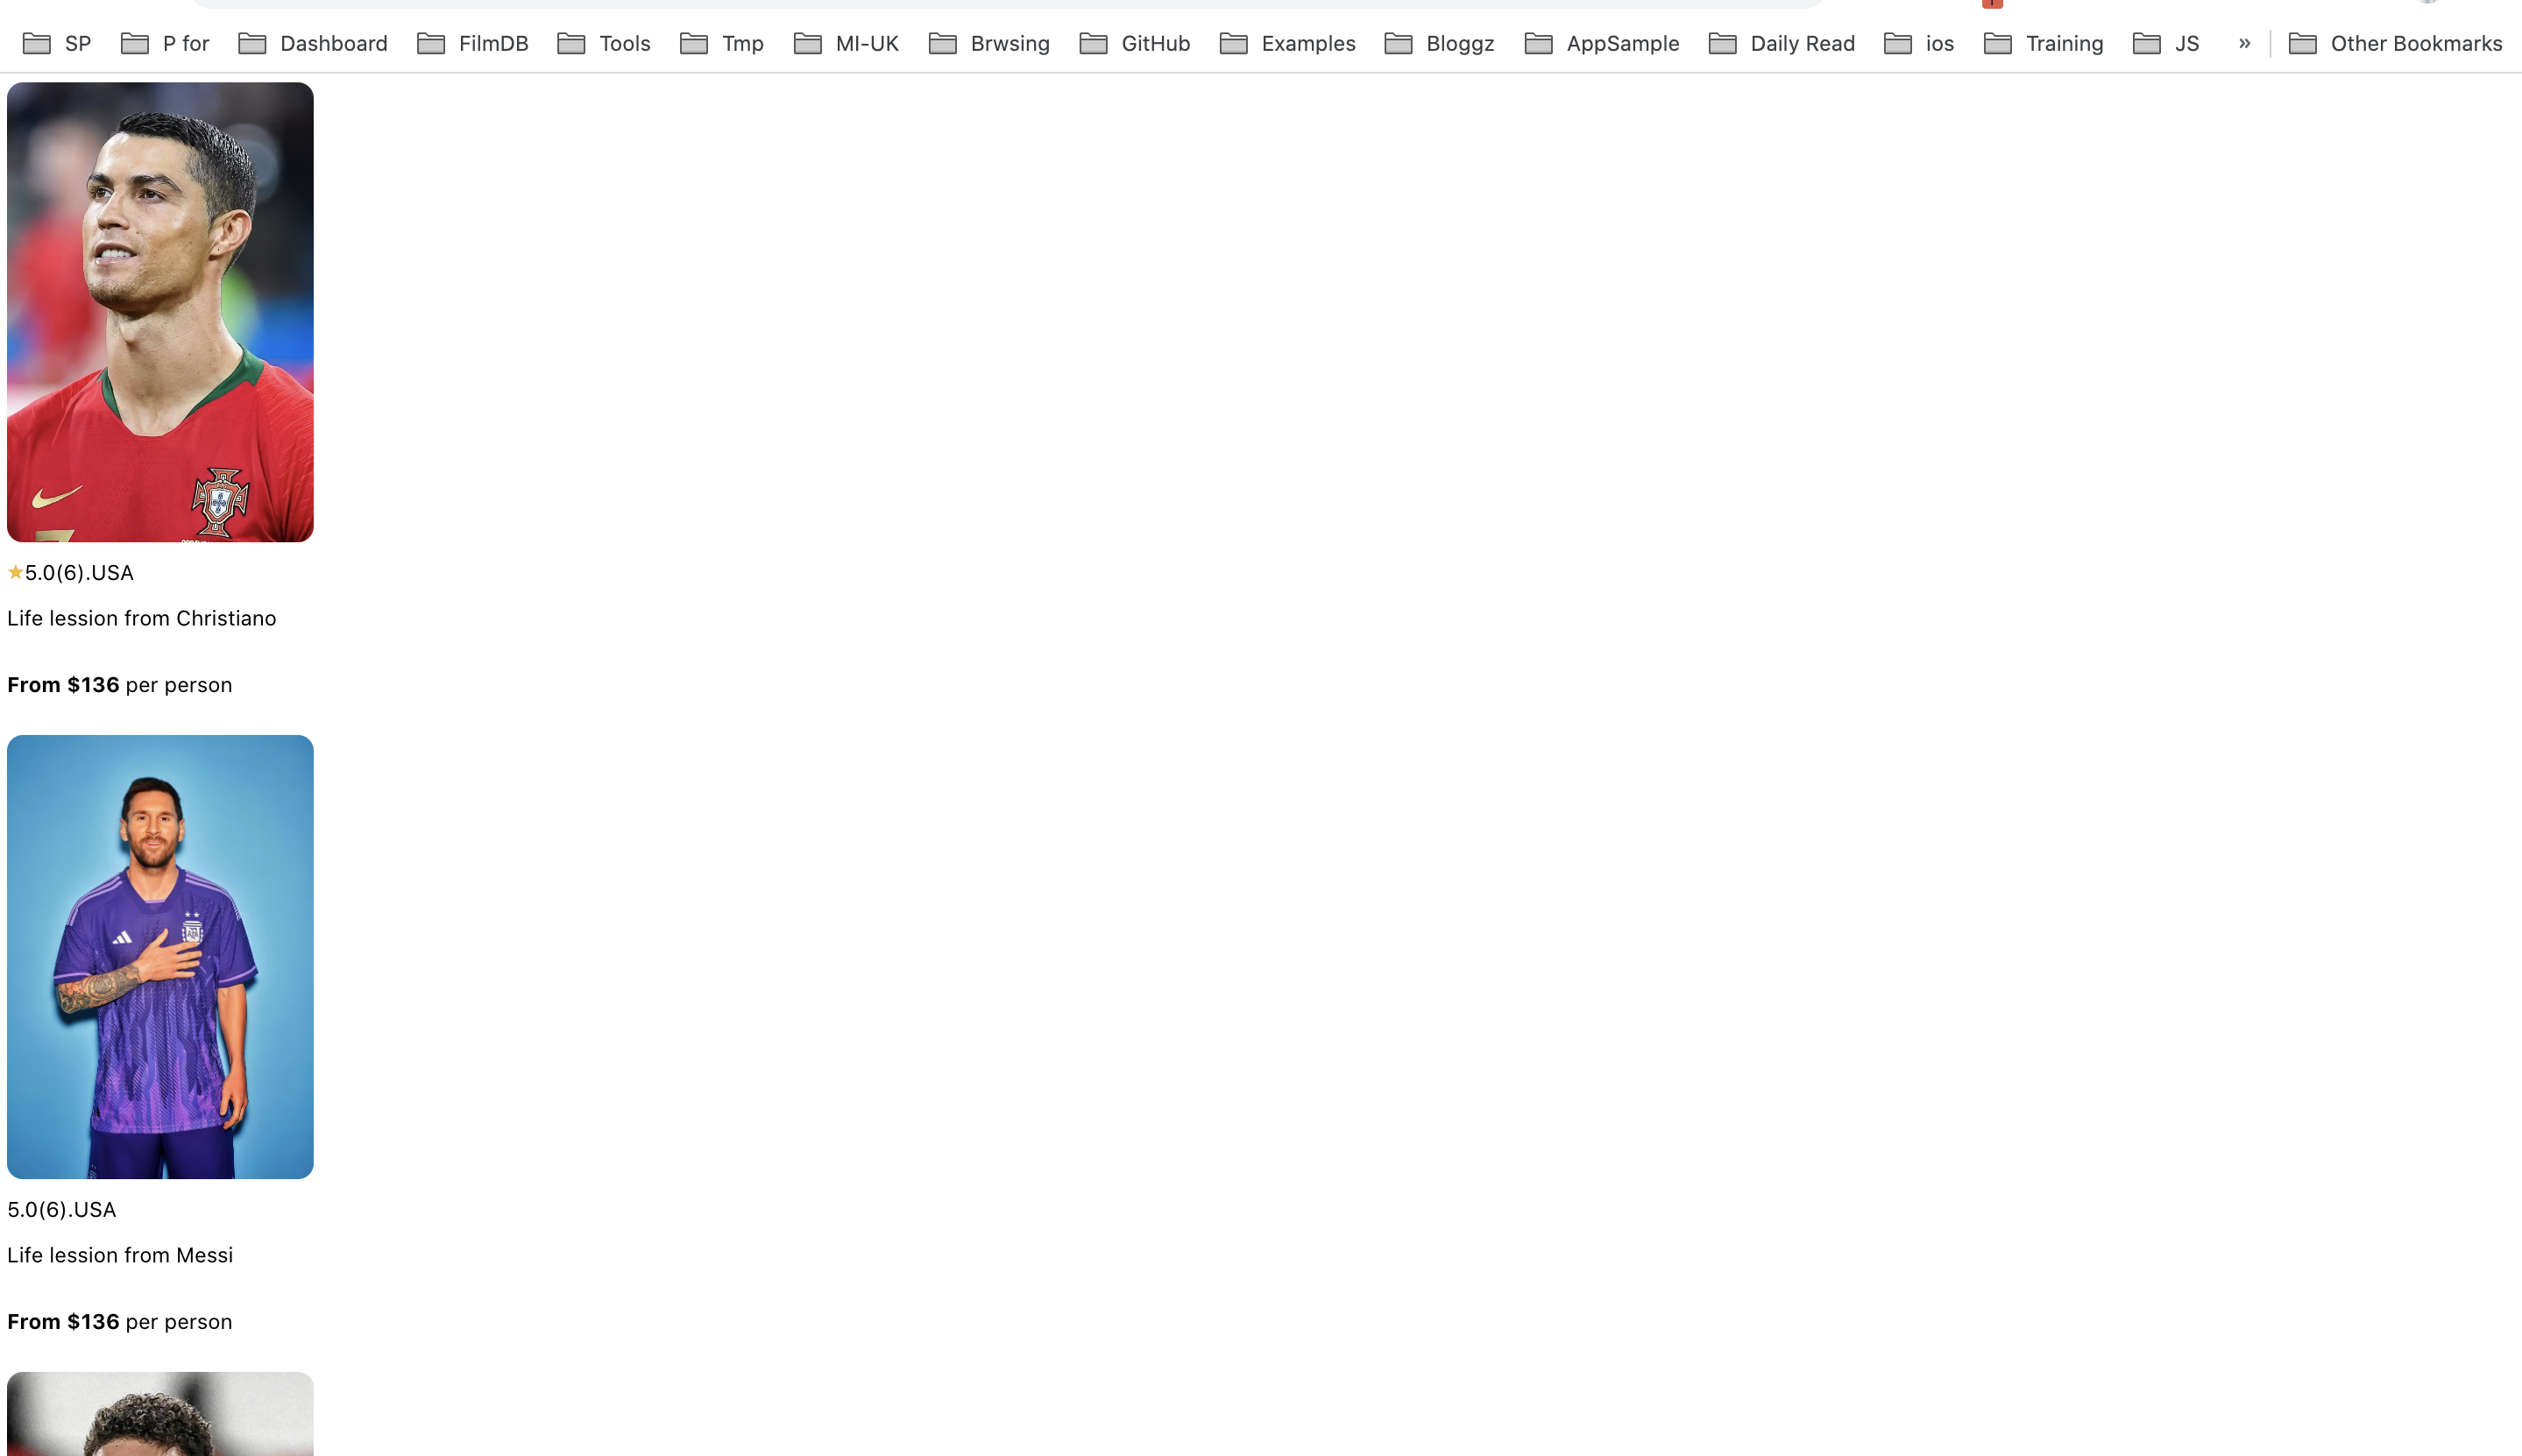 SP P for Dashboard FilmDB Tools Tmp MI-UK Brwsing GitHub Examples Bloggz AppSample Daily Read ios Training JS » Other Bookmarks
★5.0(6).USA
Life lession from Christiano
From $136 per person
5.0(6).USA
Life lession from Messi
From $136 per person